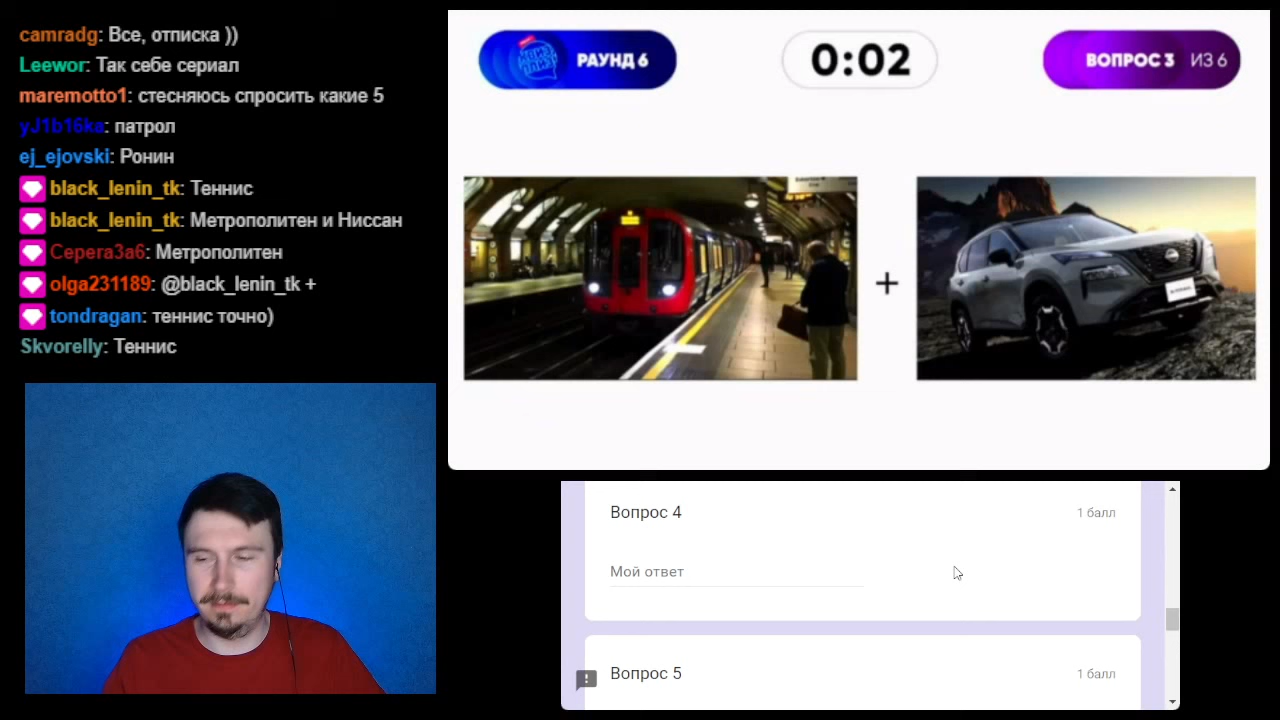 camradg: Все, отписка ))
Leewor: Так себе сериал
maremotto1: стесняюсь спросить какие 5
yJ1b16ka: патрол
ej_ejovski: Ронин
black_lenin_tk: Теннис
black_lenin_tk: Метрополитен и Ниссан
Серега3а6: Метрополитен
olga231189: @black_lenin_tk +
tondragan: теннис точно)
Skvorelly: Теннис
РАУНД 6
0:02
ВОПРОС 3 ИЗ 6
+
Вопрос 4
1 балл
Мой ответ
Вопрос 5
1 балл